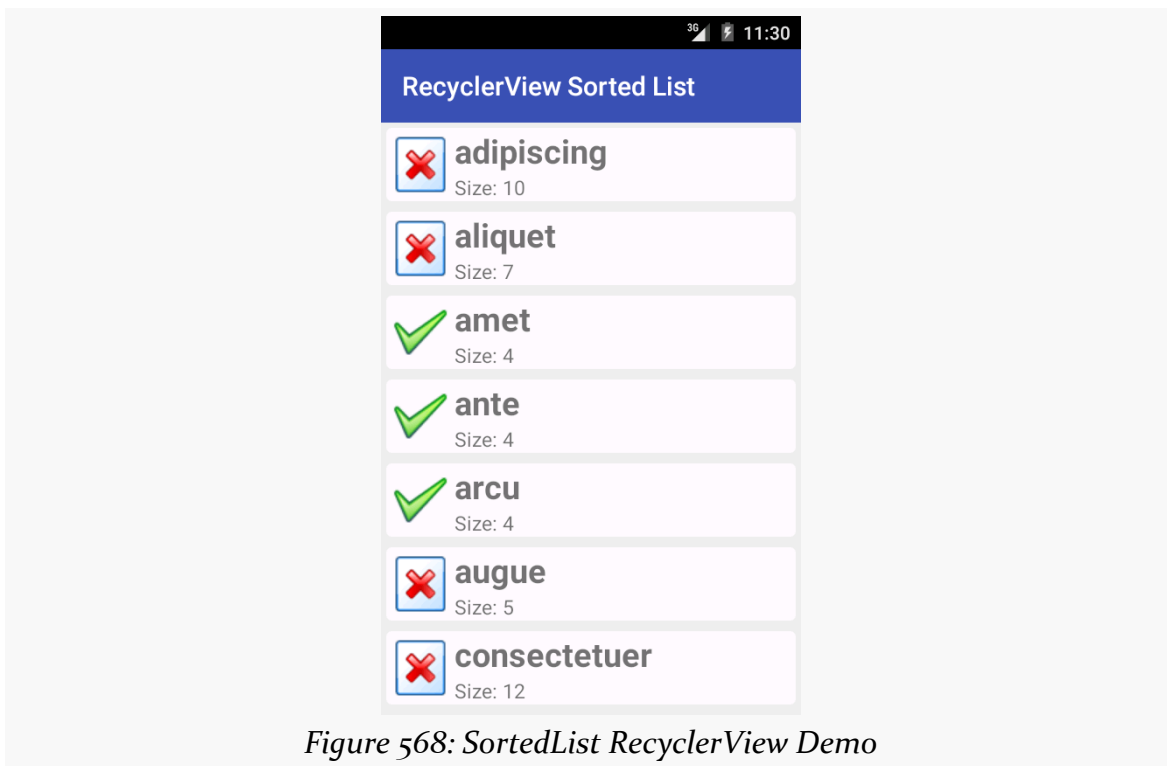 3G 11:30
RecyclerView Sorted List
adipiscing
Size: 10
aliquet
Size: 7
amet
Size: 4
ante
Size: 4
arcu
Size: 4
augue
Size: 5
consectetuer
Size: 12
Figure 568: SortedList RecyclerView Demo